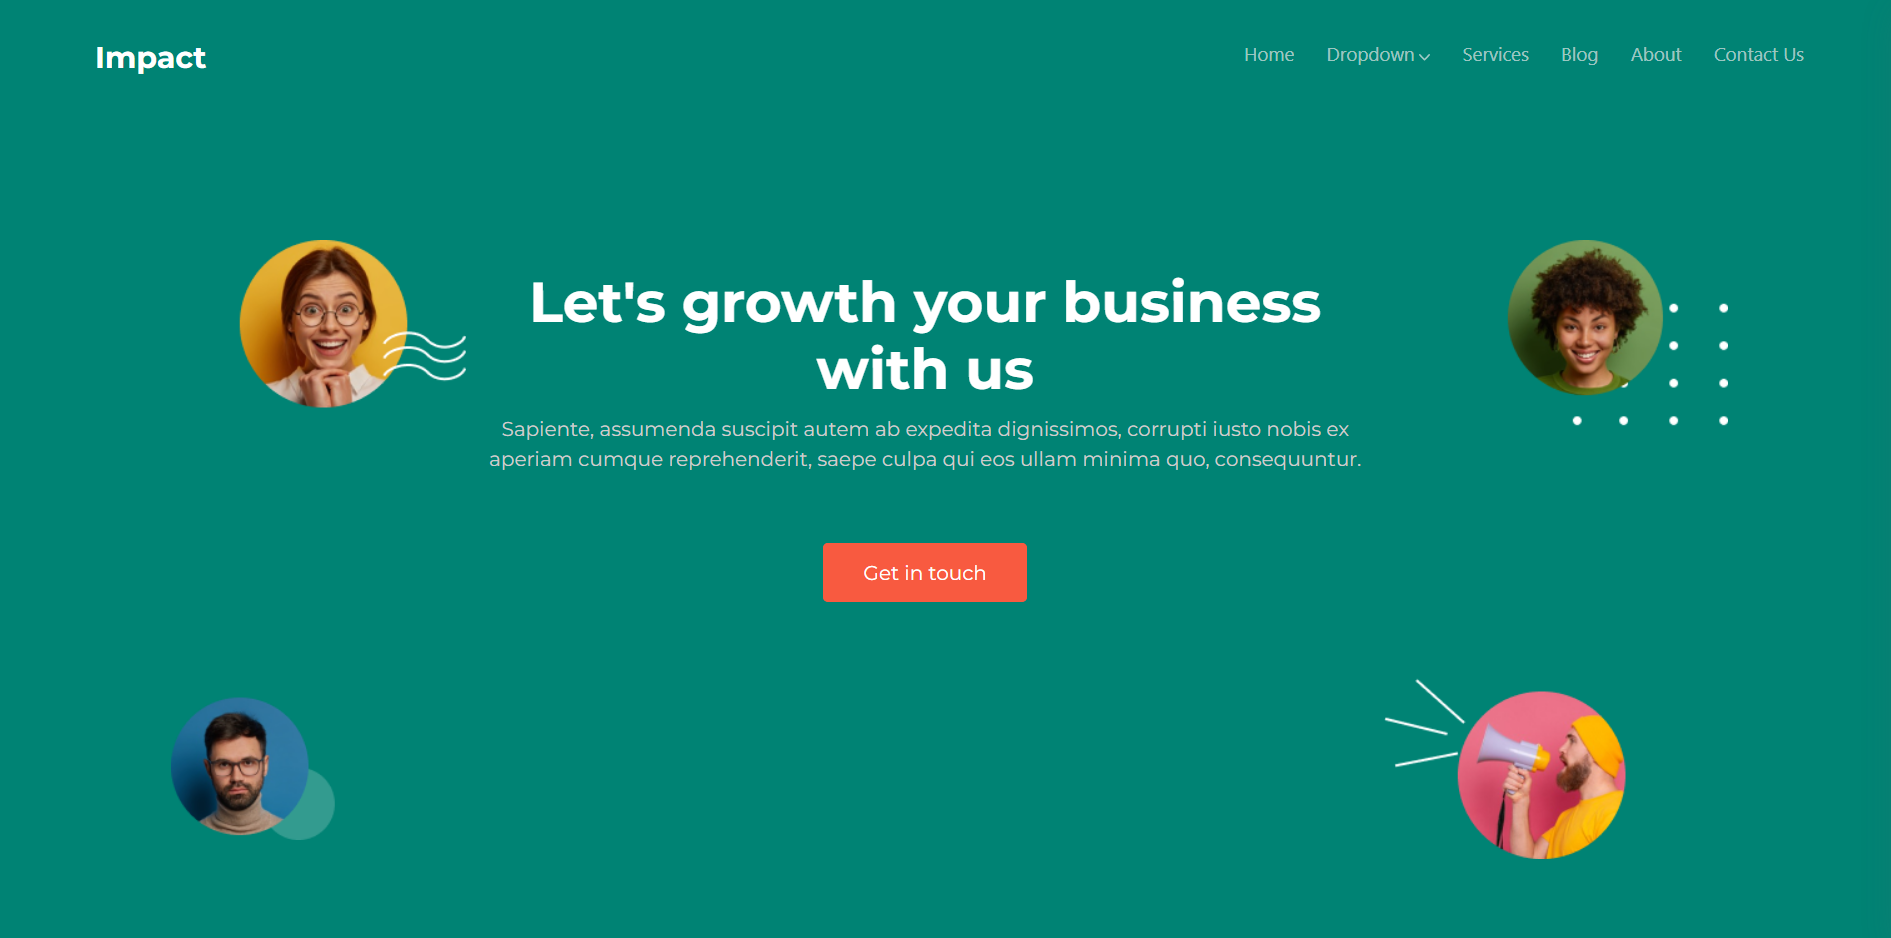 Impact
Home Dropdown Services Blog About Contact Us
Let's growth your business
with us
Sapiente, assumenda suscipit autem ab expedita dignissimos, corrupti iusto nobis ex
aperiam cumque reprehenderit, saepe culpa qui eos ullam minima quo, consequuntur.
Get in touch